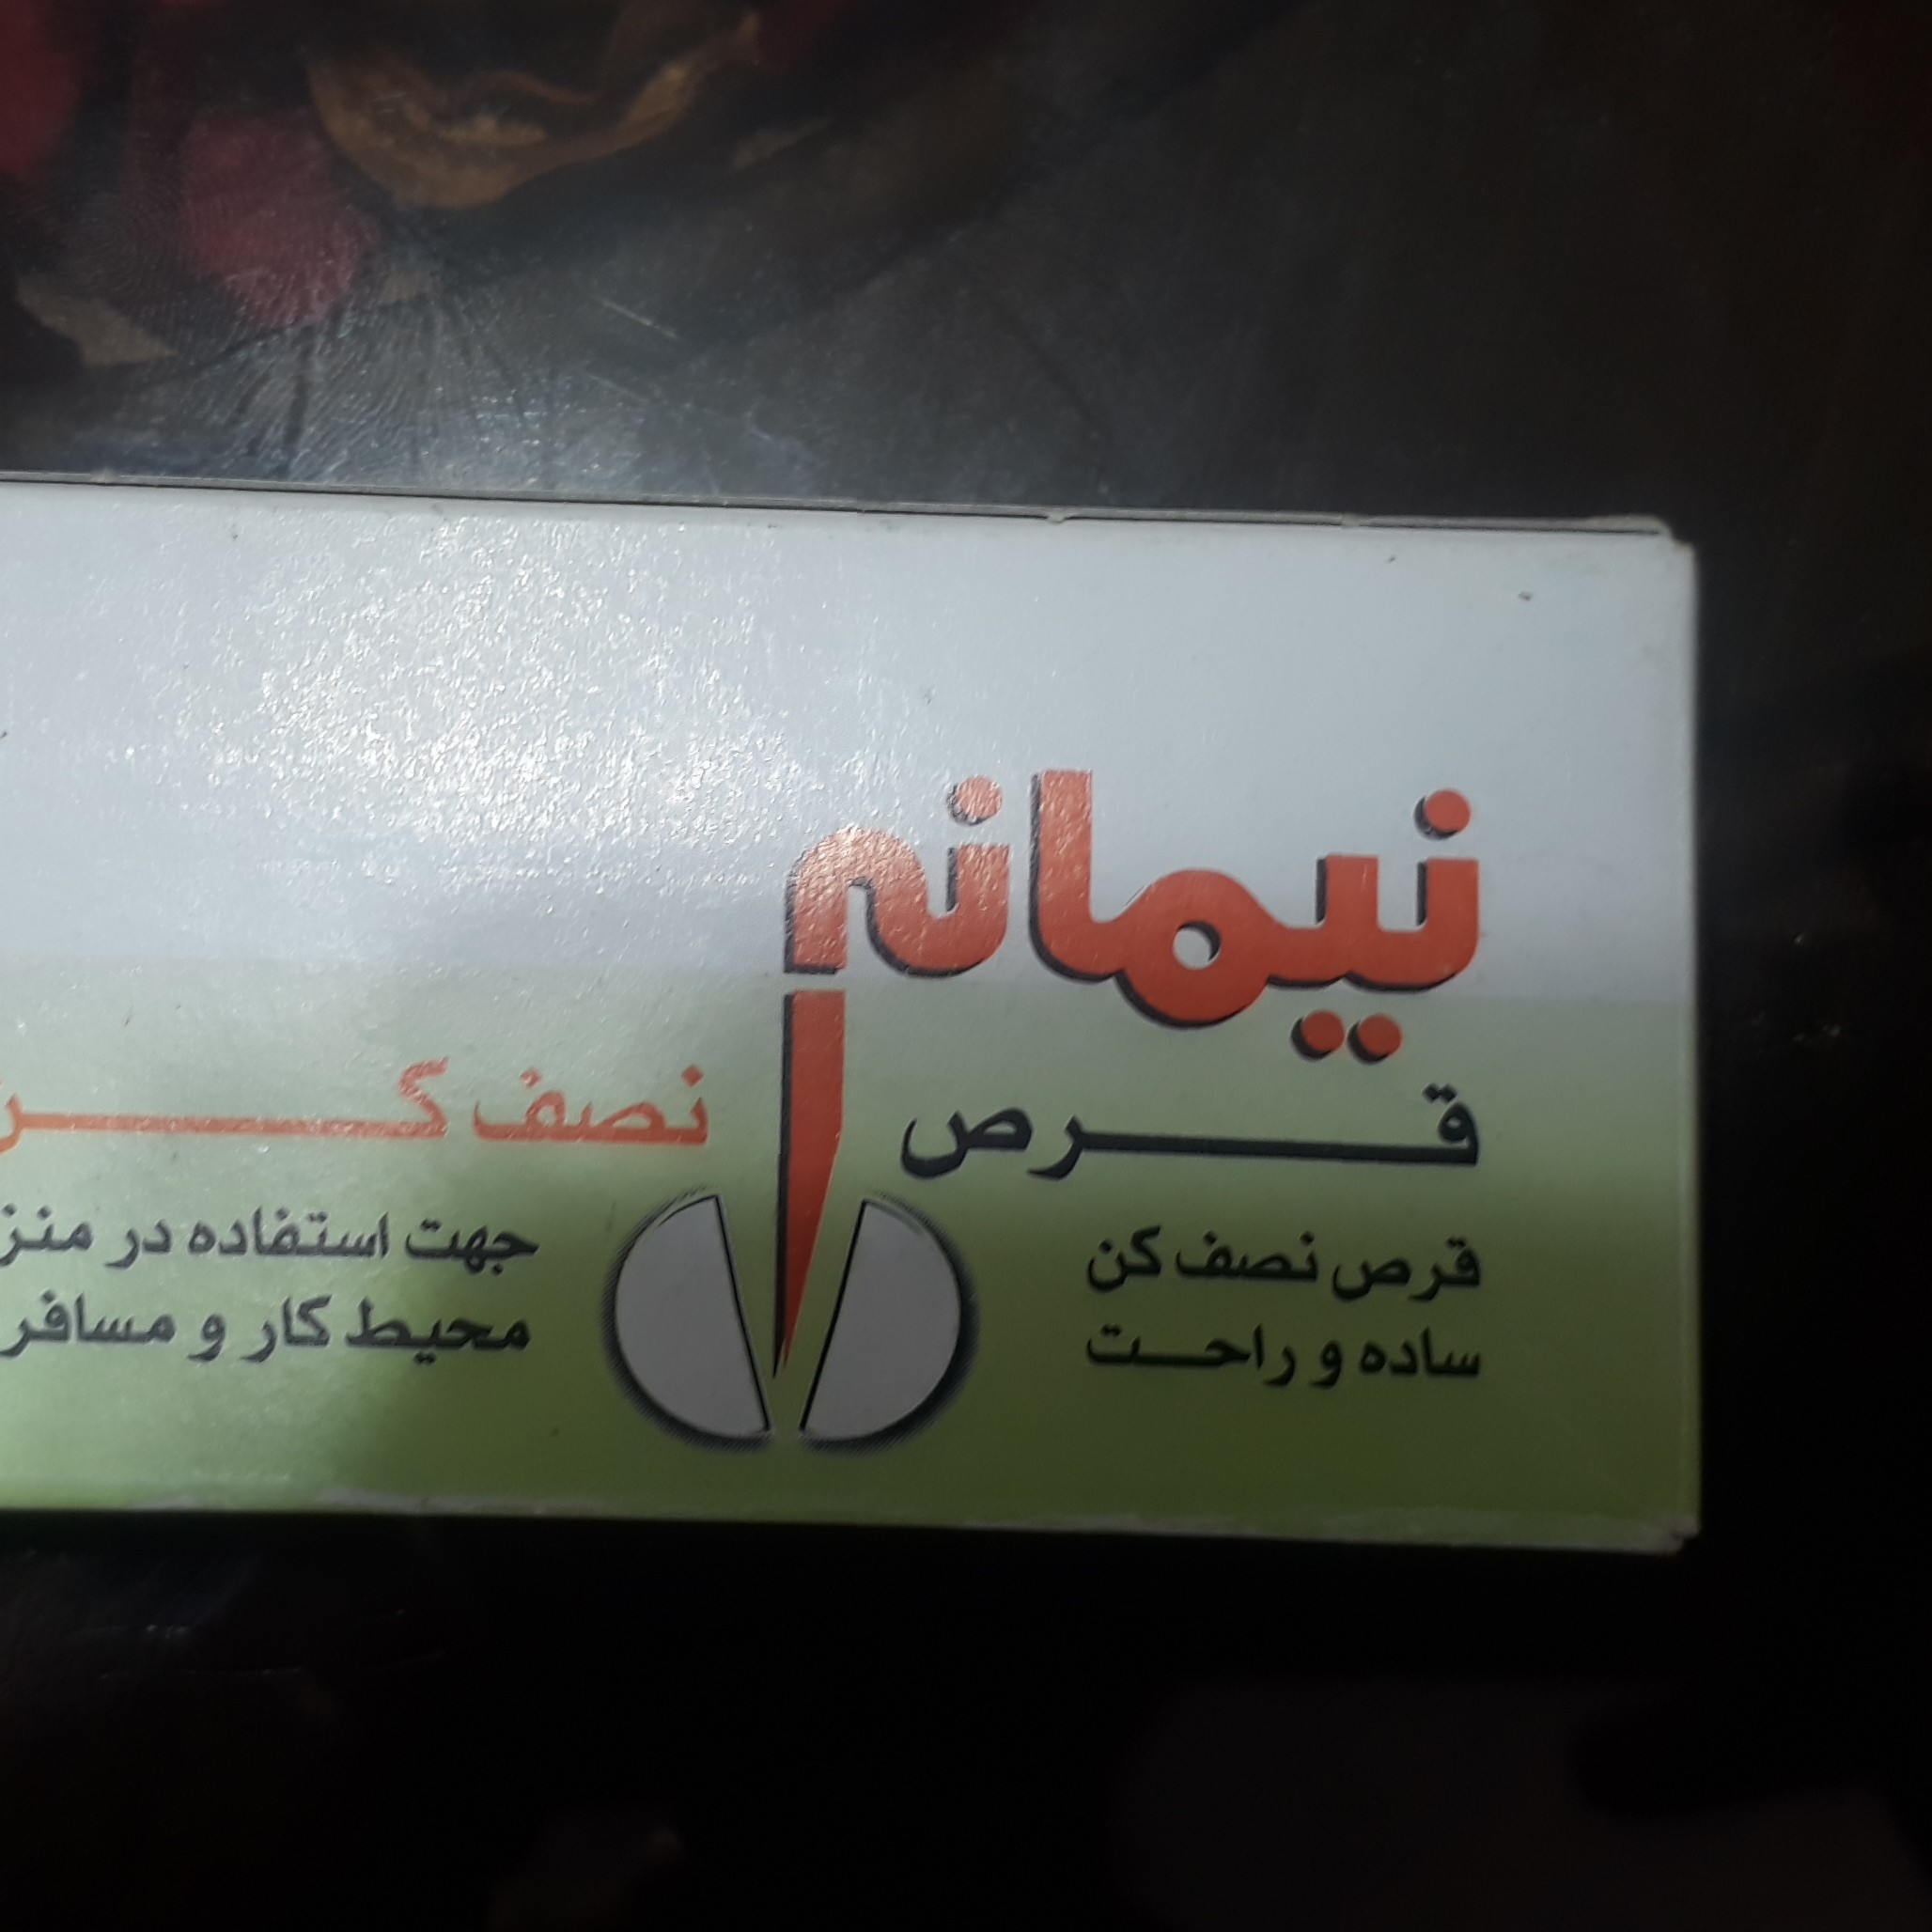 نیمانه
قرص نصف کن
قرص نصف کن
ساده و راحت
جهت استفاده در
محیط کار و